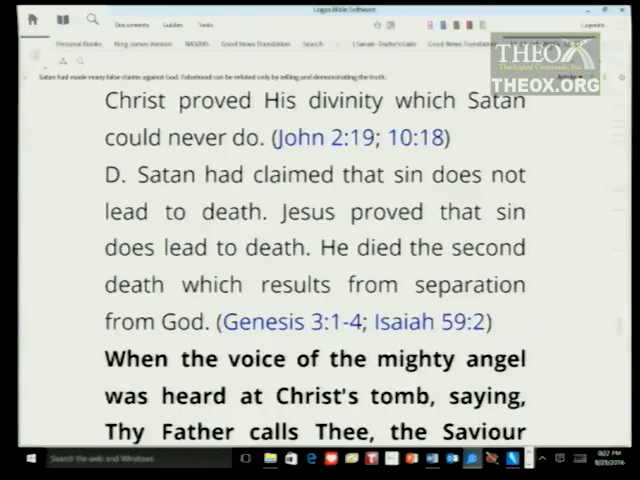 Logos Bible Software
Documents Guides Tools
Layouts
Personal Books King James Version NASB95 Good News Translation Search
Good News Translation
THEOX
THEOX.ORG
Satan had made many false claims against God. Falsehood can be refuted only by telling and demonstrating the truth.
Christ proved His divinity which Satan
could never do. (John 2:19; 10:18)
D. Satan had claimed that sin does not
lead to death. Jesus proved that sin
does lead to death. He died the second
death which results from separation
from God. (Genesis 3:1-4; Isaiah 59:2)
When the voice of the mighty angel
was heard at Christ's tomb, saying,
Thy Father calls Thee, the Saviour
Search the web and Windows